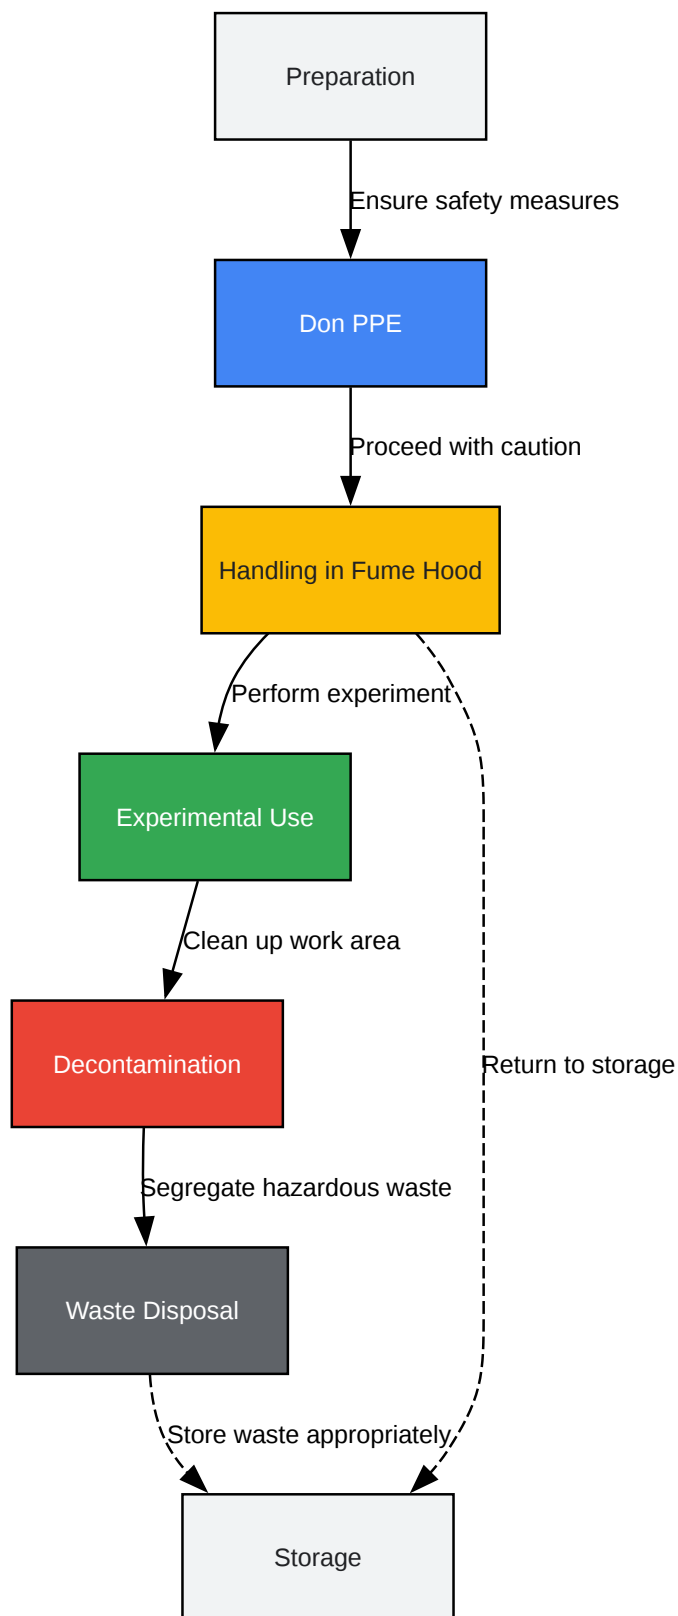 Preparation
Ensure safety measures
Don PPE
Proceed with caution
Handling in Fume Hood
Perform experiment
Experimental Use
Clean up work area
Decontamination
Return to storage
Segregate hazardous waste
Waste Disposal
Store waste appropriately
Storage